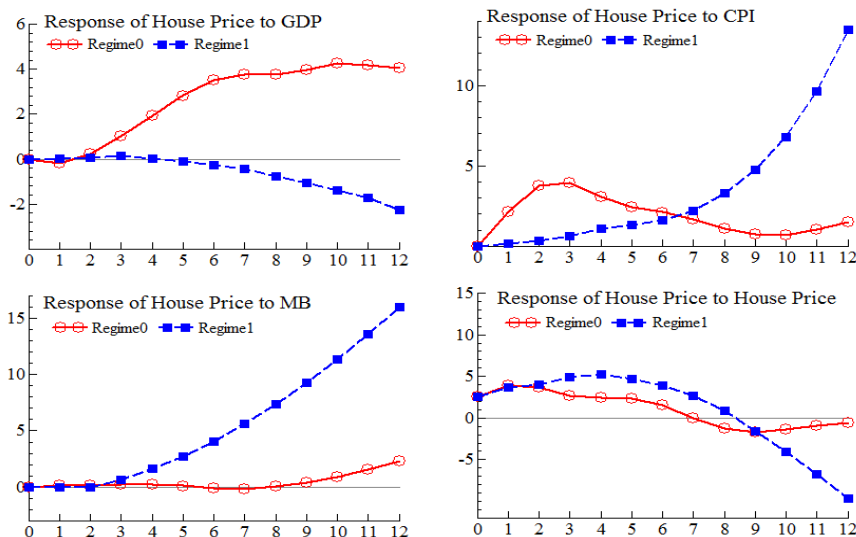 Response of House Price to GDP
Regime0 Regime1
6
4
2
0
-2
0 1 2 3 4 5 6 7 8 9 10 11 12
Response of House Price to CPI
Regime0 Regime1
10
5
0 1 2 3 4 5 6 7 8 9 10 11 12
Response of House Price to MB
Regime0 Regime1
15
10
5
0
0 1 2 3 4 5 6 7 8 9 10 11 12
Response of House Price to House Price
Regime0 Regime1
15
10
5
0
-5
0 1 2 3 4 5 6 7 8 9 10 11 12